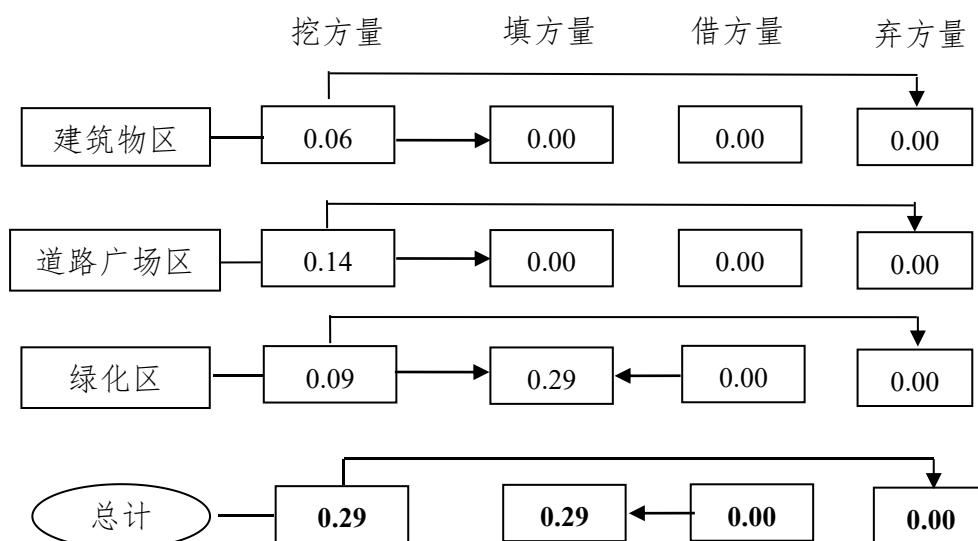 挖方量 填方量 借方量 弃方量
建筑物区 0.06 0.00 0.00 0.00
道路广场区 0.14 0.00 0.00 0.00
绿化区 0.09 0.29 0.00 0.00
总计 0.29 0.29 0.00 0.00